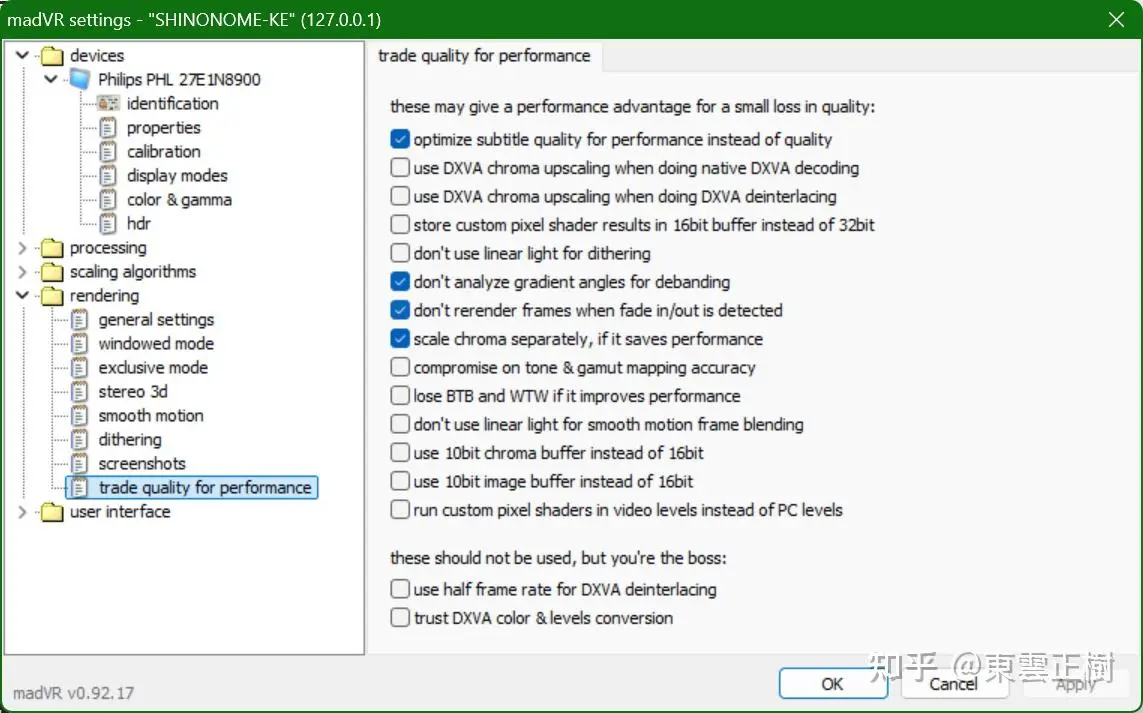 madVR settings - "SHINONOME-KE" (127.0.0.1)
devices
Philips PHL 27E1N8900
identification
properties
calibration
display modes
color & gamma
hdr
processing
scaling algorithms
rendering
general settings
windowed mode
exclusive mode
stereo 3d
smooth motion
dithering
screenshots
trade quality for performance
user interface
trade quality for performance
these may give a performance advantage for a small loss in quality:
optimize subtitle quality for performance instead of quality
use DXVA chroma upscaling when doing native DXVA decoding
use DXVA chroma upscaling when doing DXVA deinterlacing
store custom pixel shader results in 16bit buffer instead of 32bit
don't use linear light for dithering
don't analyze gradient angles for debanding
don't rerender frames when fade in/out is detected
scale chroma separately, if it saves performance
compromise on tone & gamut mapping accuracy
lose BTB and WTW if it improves performance
don't use linear light for smooth motion frame blending
use 10bit chroma buffer instead of 16bit
use 10bit image buffer instead of 16bit
run custom pixel shaders in video levels instead of PC levels
these should not be used, but you're the boss:
use half frame rate for DXVA deinterlacing
trust DXVA color & levels conversion
知乎 @東雲正樹
madVR v0.92.17
OK
Cancel
Apply